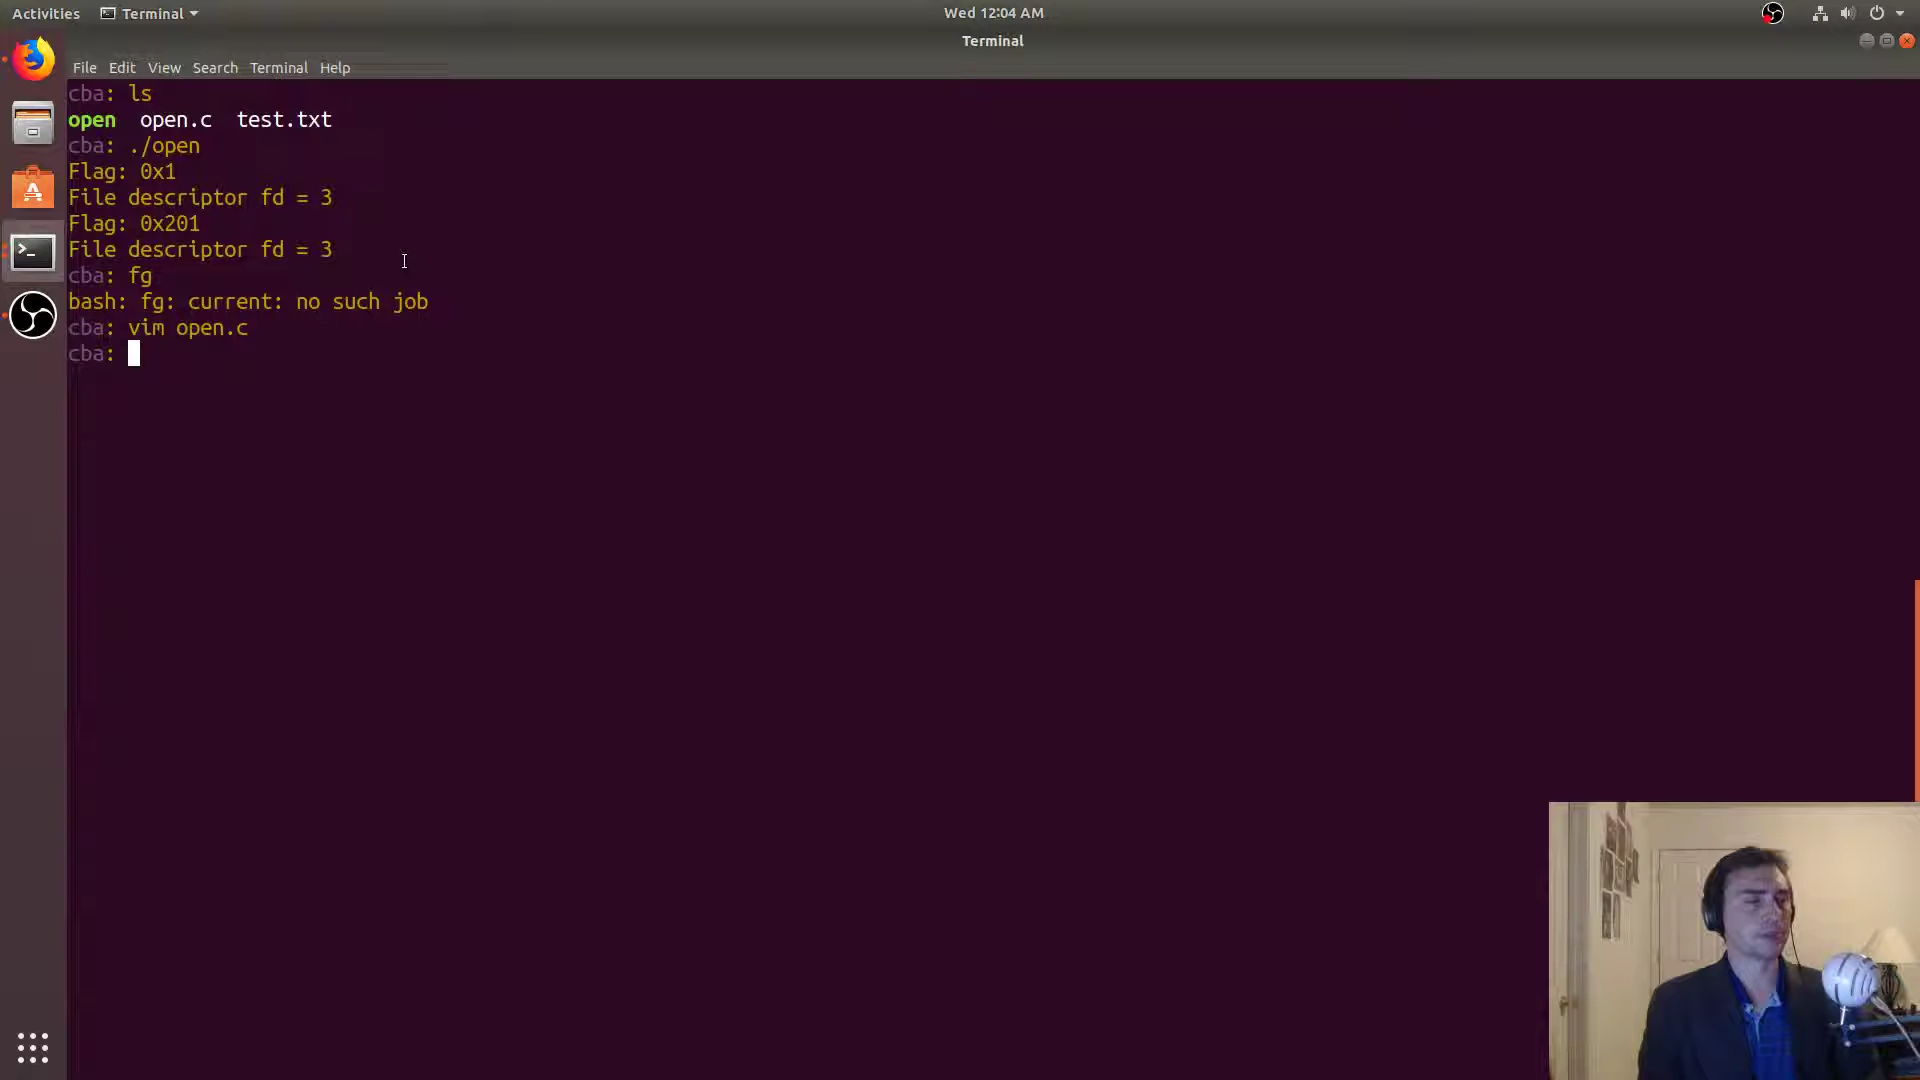 Activities Terminal Wed 12:04 AM
Terminal
File Edit View Search Terminal Help
cba: ls
open open.c test.txt
cba: ./open
Flag: 0x1
File descriptor fd = 3
Flag: 0x201
File descriptor fd = 3
cba: fg
bash: fg: current: no such job
cba: vim open.c
cba: